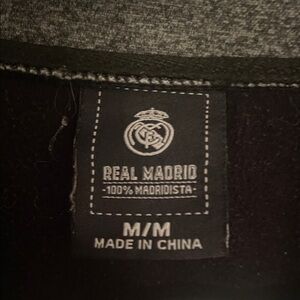 REAL MADRID
-100% MADRIDISTA-
M/M
MADE IN CHINA